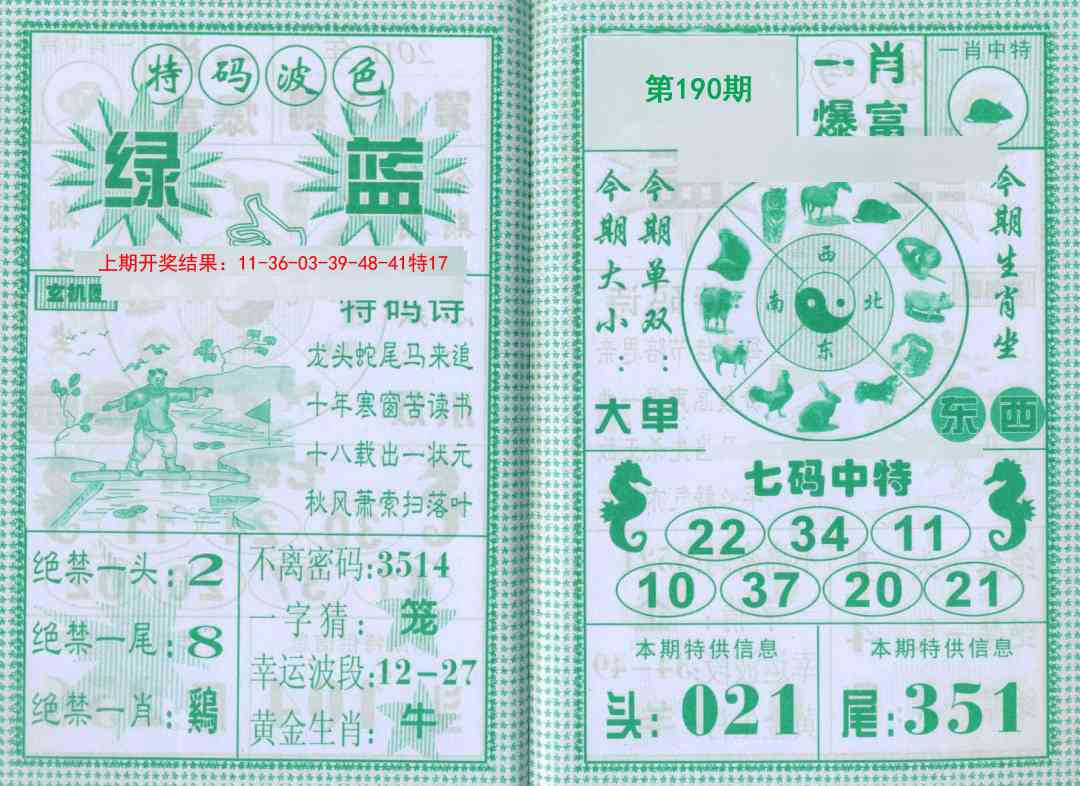 特码波色
绿 蓝
上期开奖结果：11-36-03-39-48-41特17
玄机图
特码诗
龙头蛇尾马来追
十年寒窗苦读书
十八载出一状元
秋风萧索扫落叶
绝禁一头：2
绝禁一尾：8
绝禁一肖：鷄
不离密码：3514
一字猜：笼
幸运波段：12-27
黄金生肖：牛
第190期
一肖
爆富
一肖中特
今期大小：大
今期单双：单
西
南 北
东
今期生肖坐
东西
七码中特
22 34 11
10 37 20 21
本期特供信息
头：021
本期特供信息
尾：351